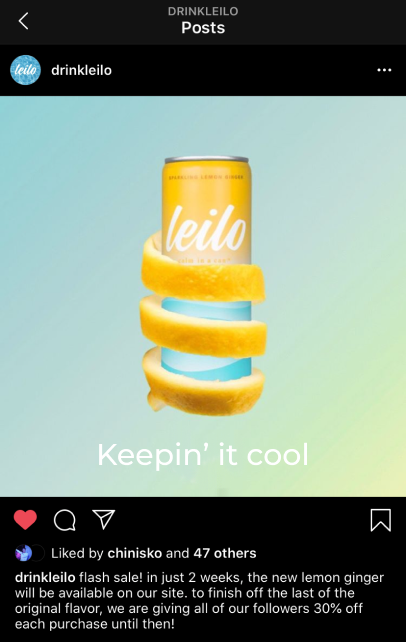 DRINKLEILO
Posts
leilo
drinkleilo
SPARKLING LEMON GINGER
leilo
CALM IN A CAN
Keepin' it cool
Liked by chinisko and 47 others
drinkleilo flash sale! in just 2 weeks, the new lemon ginger
will be available on our site. to finish off the last of the
original flavor, we are giving all of our followers 30% off
each purchase until then!